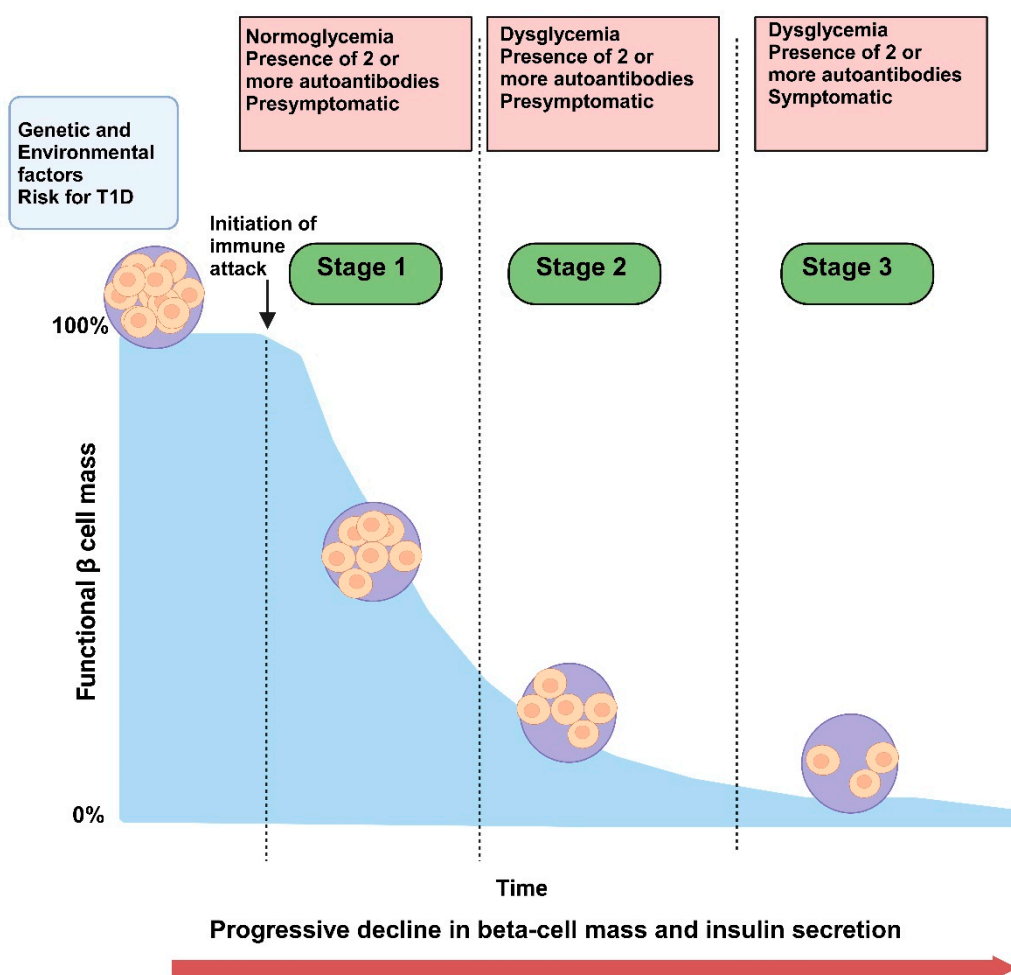 Normoglycemia
Presence of 2 or
more autoantibodies
Presymptomatic
Dysglycemia
Presence of 2 or
more autoantibodies
Presymptomatic
Dysglycemia
Presence of 2 or
more autoantibodies
Symptomatic
Genetic and
Environmental
factors
Risk for T1D
Initiation of
immune
attack
Stage 1
Stage 2
Stage 3
100%
Functional β cell mass
0%
Time
Progressive decline in beta-cell mass and insulin secretion